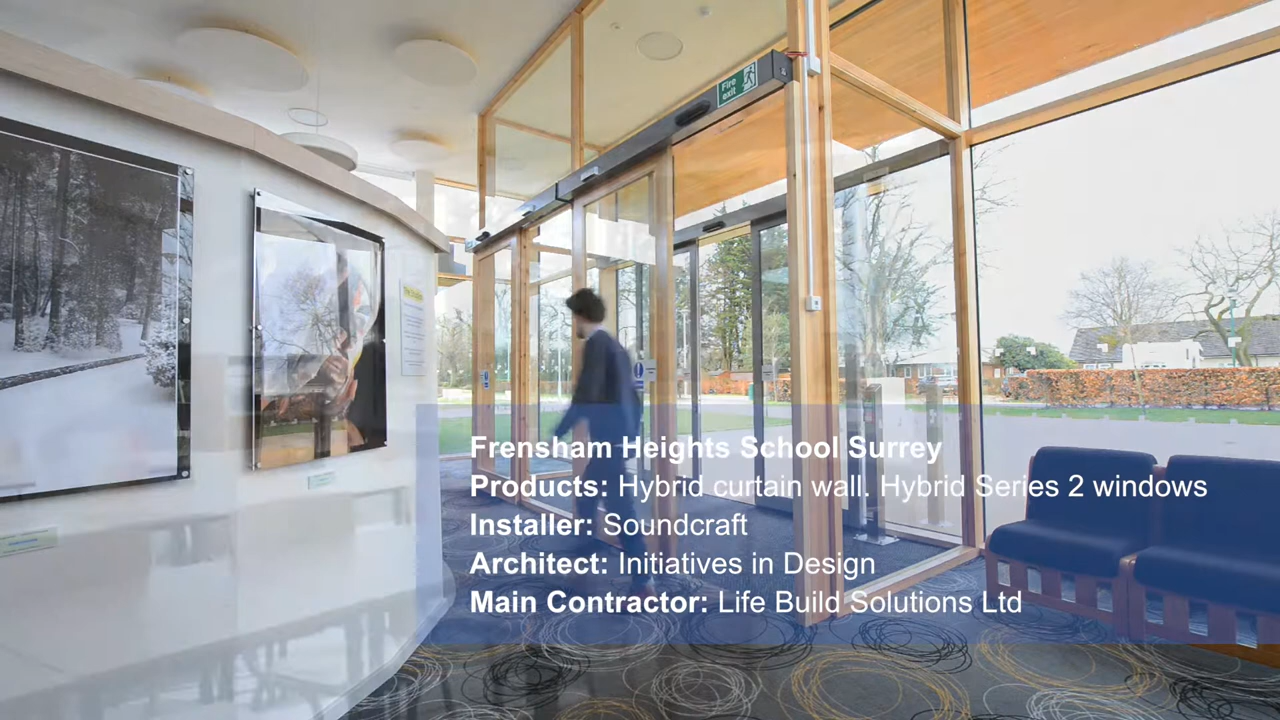 Fire
exit
Frensham Heights School Surrey
Products: Hybrid curtain wall. Hybrid Series 2 windows
Installer: Soundcraft
Architect: Initiatives in Design
Main Contractor: Life Build Solutions Ltd